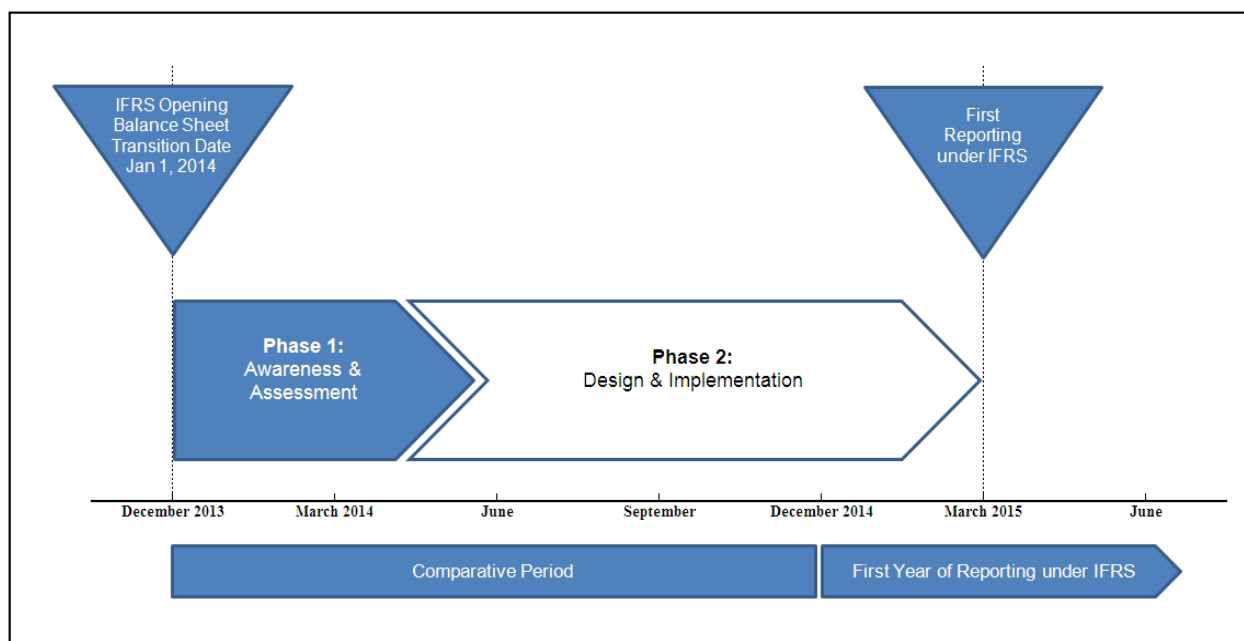 IFRS Opening
Balance Sheet
Transition Date
Jan 1, 2014
First
Reporting
under IFRS
Phase 1:
Awareness &
Assessment
Phase 2:
Design & Implementation
December 2013
March 2014
June
September
December 2014
March 2015
June
Comparative Period
First Year of Reporting under IFRS